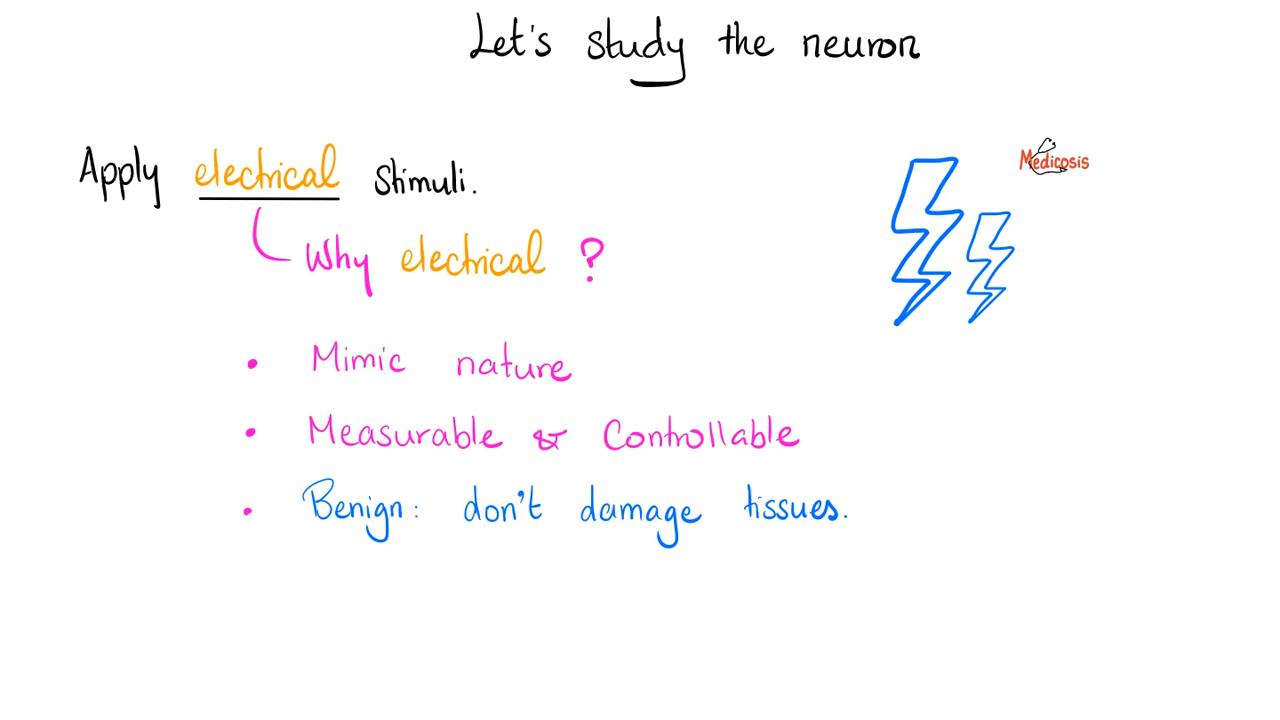 Let's study the neuron
Apply electrical stimuli.
Medicosis
Why electrical ?
• Mimic nature
• Measurable & Controllable
• Benign: don't damage tissues.